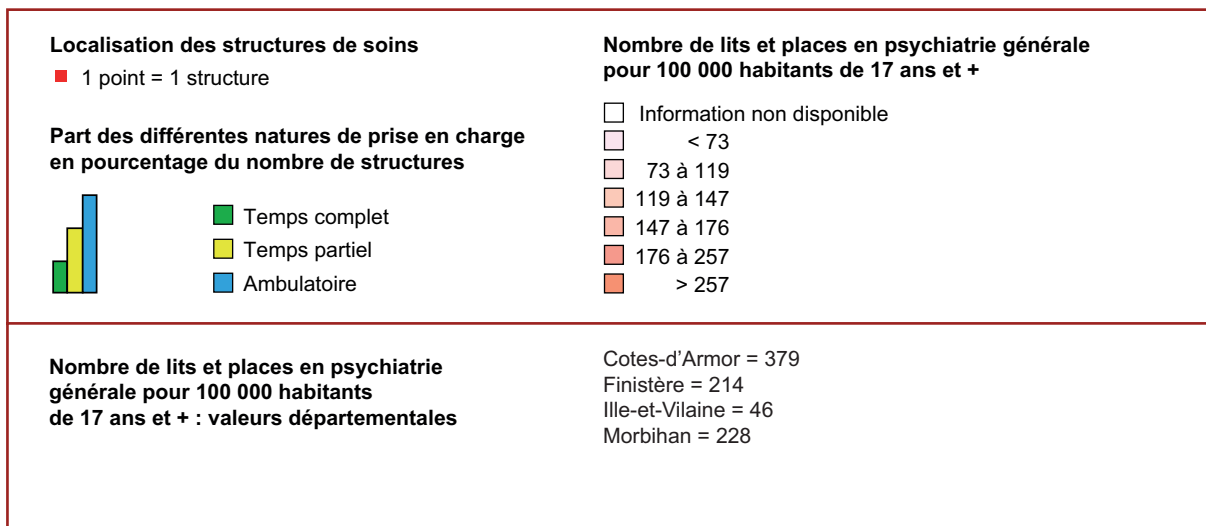 Localisation des structures de soins
1 point = 1 structure
Part des différentes natures de prise en charge
en pourcentage du nombre de structures
Temps complet
Temps partiel
Ambulatoire
Nombre de lits et places en psychiatrie générale
pour 100 000 habitants de 17 ans et +
Information non disponible
< 73
73 à 119
119 à 147
147 à 176
176 à 257
> 257
Nombre de lits et places en psychiatrie
générale pour 100 000 habitants
de 17 ans et + : valeurs départementales
Cotes-d'Armor = 379
Finistère = 214
Ille-et-Vilaine = 46
Morbihan = 228